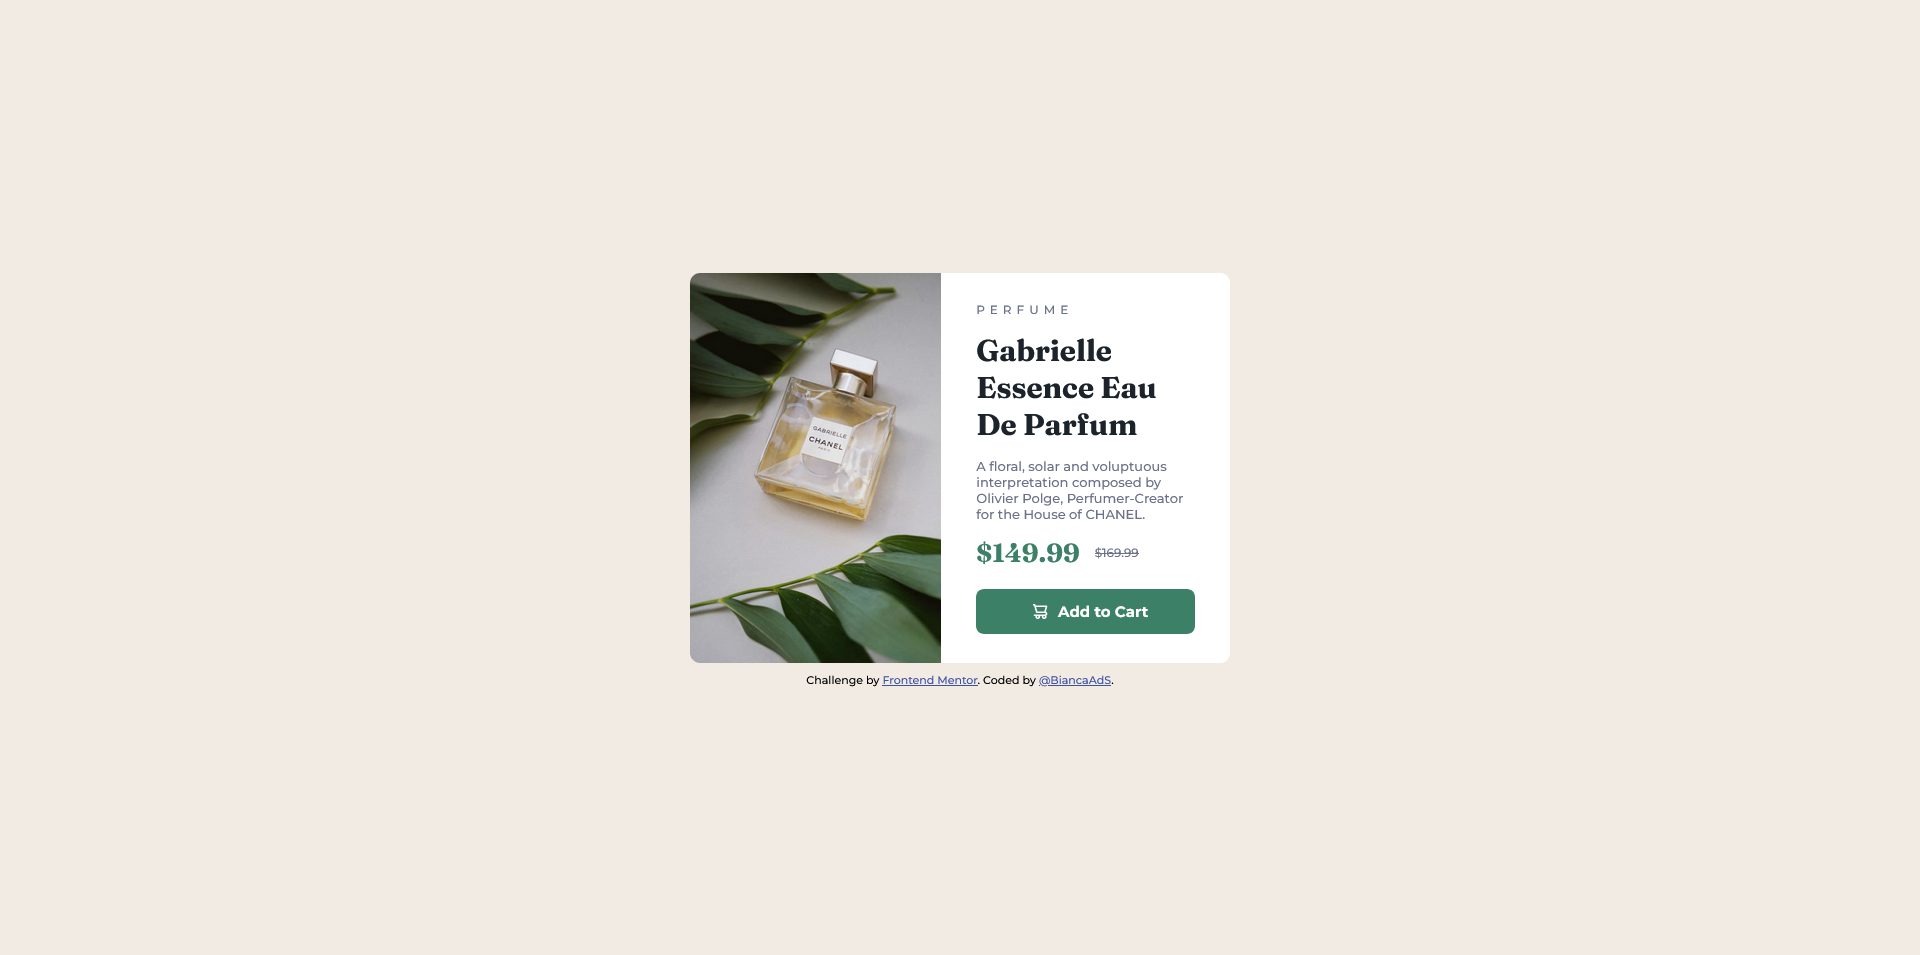 GABRIELLE
CHANEL
PARIS
PERFUME
Gabrielle
Essence Eau
De Parfum
A floral, solar and voluptuous
interpretation composed by
Olivier Polge, Perfumer-Creator
for the House of CHANEL.
$149.99 $169.99
Add to Cart
Challenge by Frontend Mentor. Coded by @BiancaAdS.